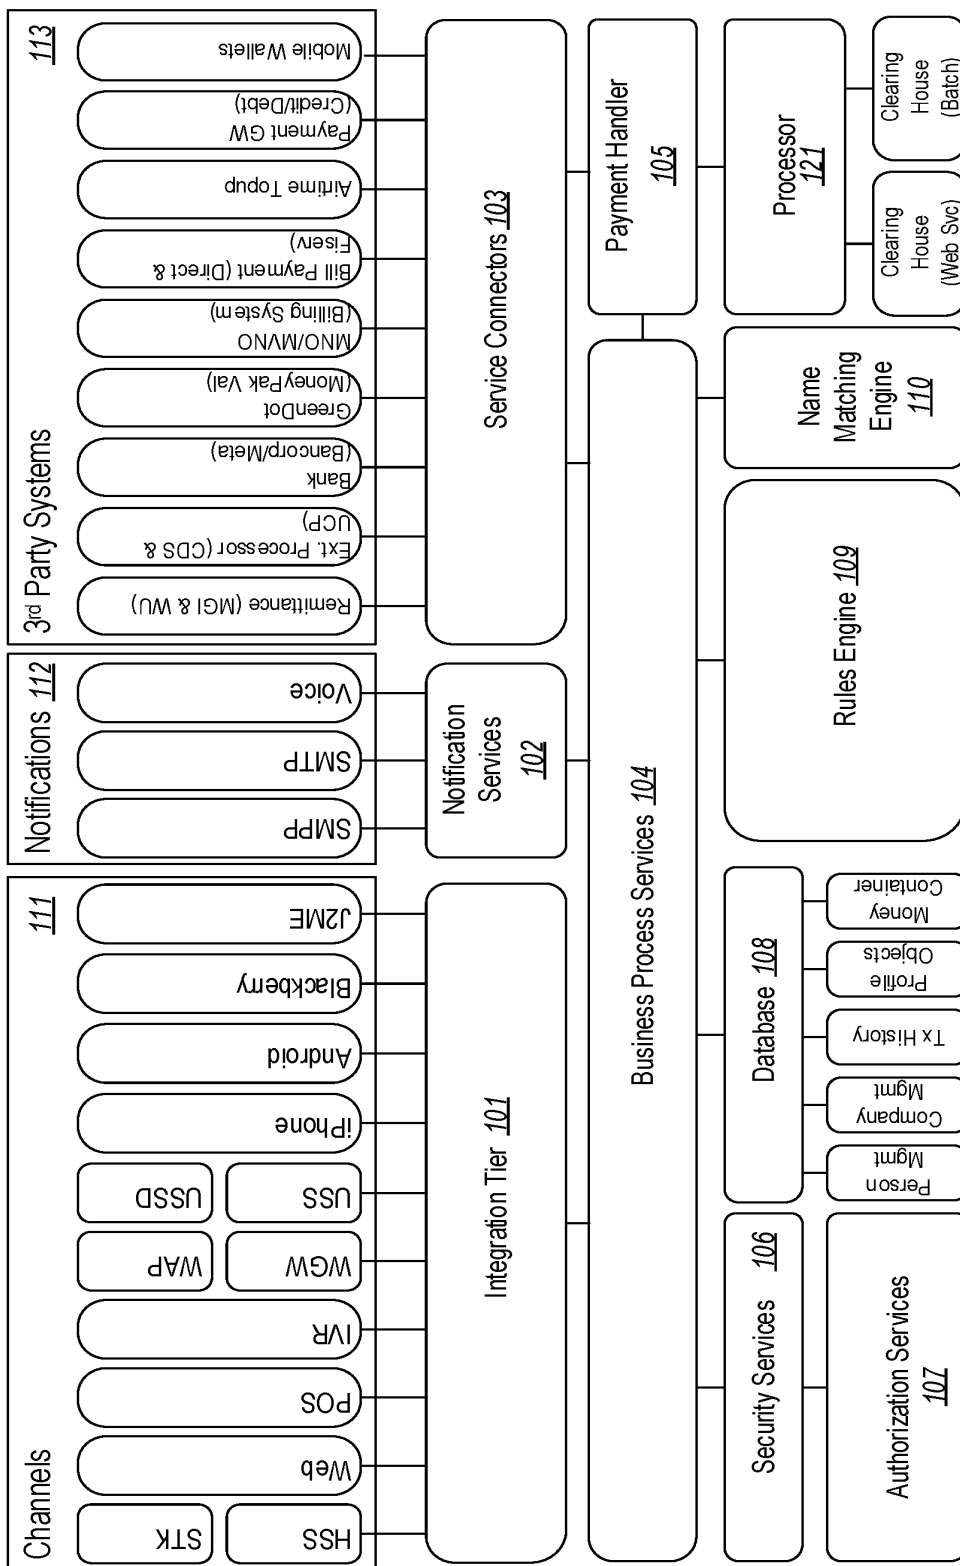 Channels 111
STK
HSS
Web
POS
IVR
WAP
WGW
USSD
USS
iPhone
Android
Blackberry
J2ME
Notifications 112
SMPP
SMTP
Voice
3rd Party Systems 113
Remittance (MGI & WU)
Ext. Processor (CDS &
UCP)
Bank
(Bancorp/Meta)
GreenDot
(MoneyPak Val)
MNO/MVNO
(Billing System)
Bill Payment (Direct &
Fiserv)
Airtime Topup
Payment GW
(Credit/Debt)
Mobile Wallets
Integration Tier 101
Notification
Services
102
Service Connectors 103
Business Process Services 104
Payment Handler
105
Security Services 106
Authorization Services
107
Database 108
Person
Mgmt
Company
Mgmt
Tx History
Profile
Objects
Money
Container
Rules Engine 109
Name
Matching
Engine
110
Processor
121
Clearing
House
(Web Svc)
Clearing
House
(Batch)